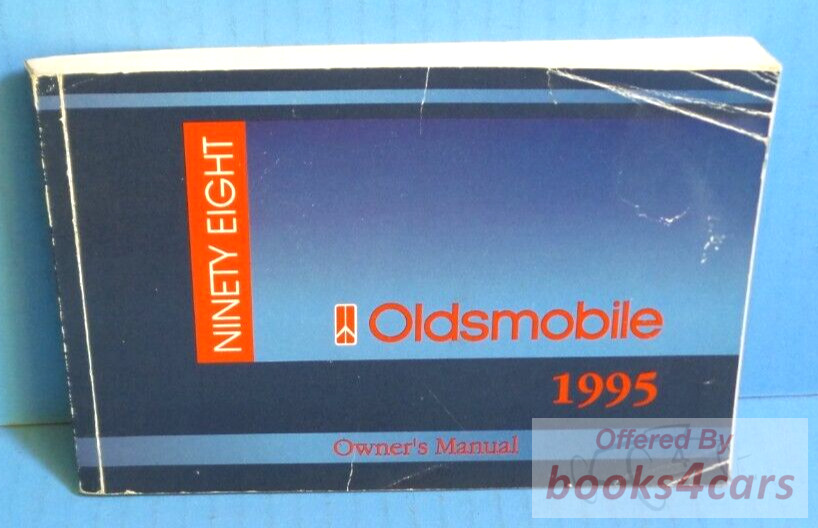 NINETY EIGHT
Oldsmobile
1995
Owner's Manual
Offered By
books4cars